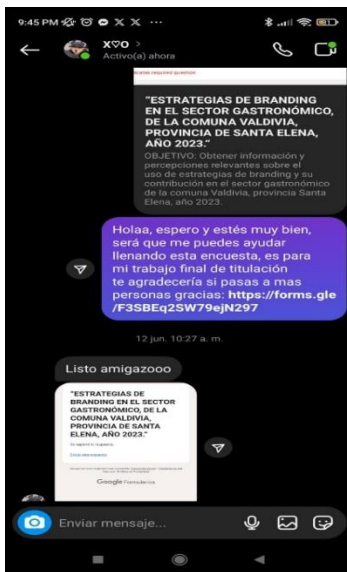 9:45 PM
X♡O >
Activo(a) ahora
required question
"ESTRATEGIAS DE BRANDING
EN EL SECTOR GASTRONÓMICO,
DE LA COMUNA VALDIVIA,
PROVINCIA DE SANTA ELENA,
AÑO 2023."
OBJETIVO: Obtener información y
percepciones relevantes sobre el
uso de estrategias de branding y su
contribución en el sector gastronómico
de la comuna Valdivia, provincia Santa
Elena, año 2023.
Holaa, espero y estés muy bien,
será que me puedes ayudar
llenando esta encuesta, es para
mi trabajo final de titulación
te agradecería si pasas a mas
personas gracias: https://forms.gle
/F3SBEq2SW79ejN297
12 jun. 10:27 a. m.
Listo amigazooo
"ESTRATEGIAS DE
BRANDING EN EL SECTOR
GASTRONÓMICO, DE LA
COMUNA VALDIVIA,
PROVINCIA DE SANTA
ELENA, AÑO 2023."
Google Formularios
Enviar mensaje...